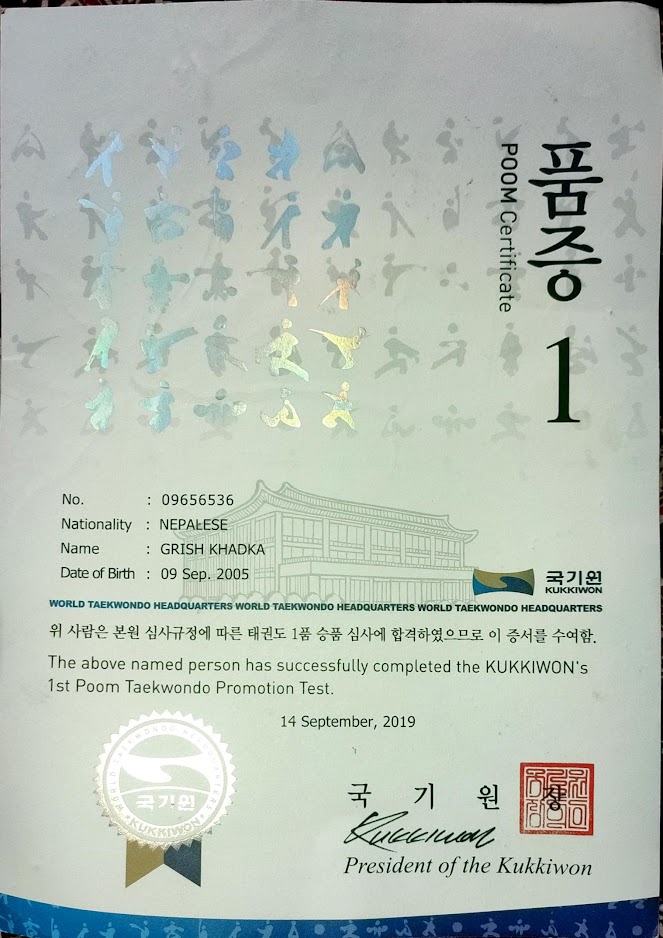 품증 1
POOM Certificate
No. : 09656536
Nationality : NEPALESE
Name : GRISH KHADKA
Date of Birth : 09 Sep. 2005
국기원
KUKKIWON
WORLD TAEKWONDO HEADQUARTERS WORLD TAEKWONDO HEADQUARTERS WORLD TAEKWONDO HEADQUARTERS
위 사람은 본원 심사규정에 따른 태권도 1품 승품 심사에 합격하였으므로 이 증서를 수여함.
The above named person has successfully completed the KUKKIWON's
1st Poom Taekwondo Promotion Test.
14 September, 2019
WORLD TAEKWONDO HEADQUARTERS
국기원
KUKKIWON
국 기 원 장
Kukkiwon
President of the Kukkiwon